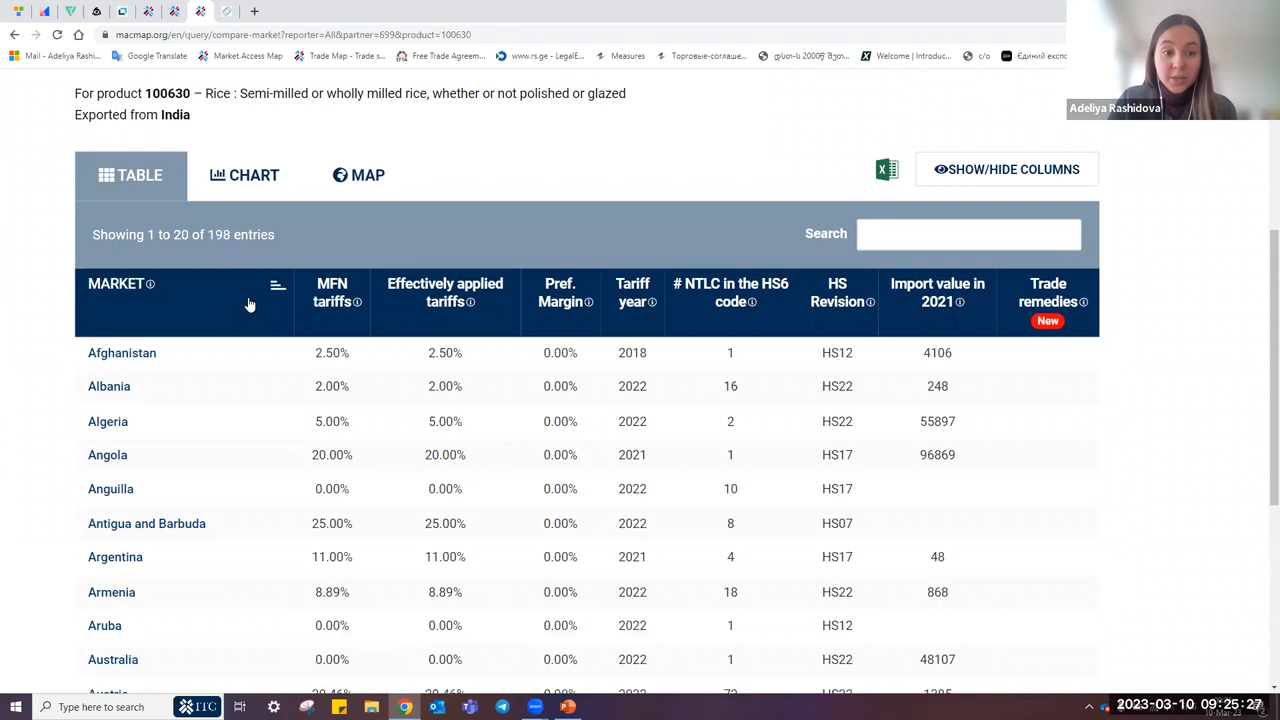 macmap.org/en/query/compare-market?reporter=All&partner=699&product=100630
Mail - Adeliya Rashi...
Google Translate
Market Access Map
Trade Map - Trade s...
Free Trade Agreem...
www.rs.ge - LegalE...
Measures
Торговые-соглаше...
Welcome | Introduc...
c/o
Єдиний експо
Adeliya Rashidova
For product 100630 – Rice : Semi-milled or wholly milled rice, whether or not polished or glazed
Exported from India
TABLE
CHART
MAP
SHOW/HIDE COLUMNS
Showing 1 to 20 of 198 entries
Search
MARKET MFN tariffs Effectively applied tariffs Pref. Margin Tariff year # NTLC in the HS6 code HS Revision Import value in 2021 Trade remedies New
Afghanistan 2.50% 2.50% 0.00% 2018 1 HS12 4106
Albania 2.00% 2.00% 0.00% 2022 16 HS22 248
Algeria 5.00% 5.00% 0.00% 2022 2 HS22 55897
Angola 20.00% 20.00% 0.00% 2021 1 HS17 96869
Anguilla 0.00% 0.00% 0.00% 2022 10 HS17
Antigua and Barbuda 25.00% 25.00% 0.00% 2022 8 HS07
Argentina 11.00% 11.00% 0.00% 2021 4 HS17 48
Armenia 8.89% 8.89% 0.00% 2022 18 HS22 868
Aruba 0.00% 0.00% 0.00% 2022 1 HS12
Australia 0.00% 0.00% 0.00% 2022 1 HS22 48107
Type here to search
ITC
2023-03-10 09:25:27